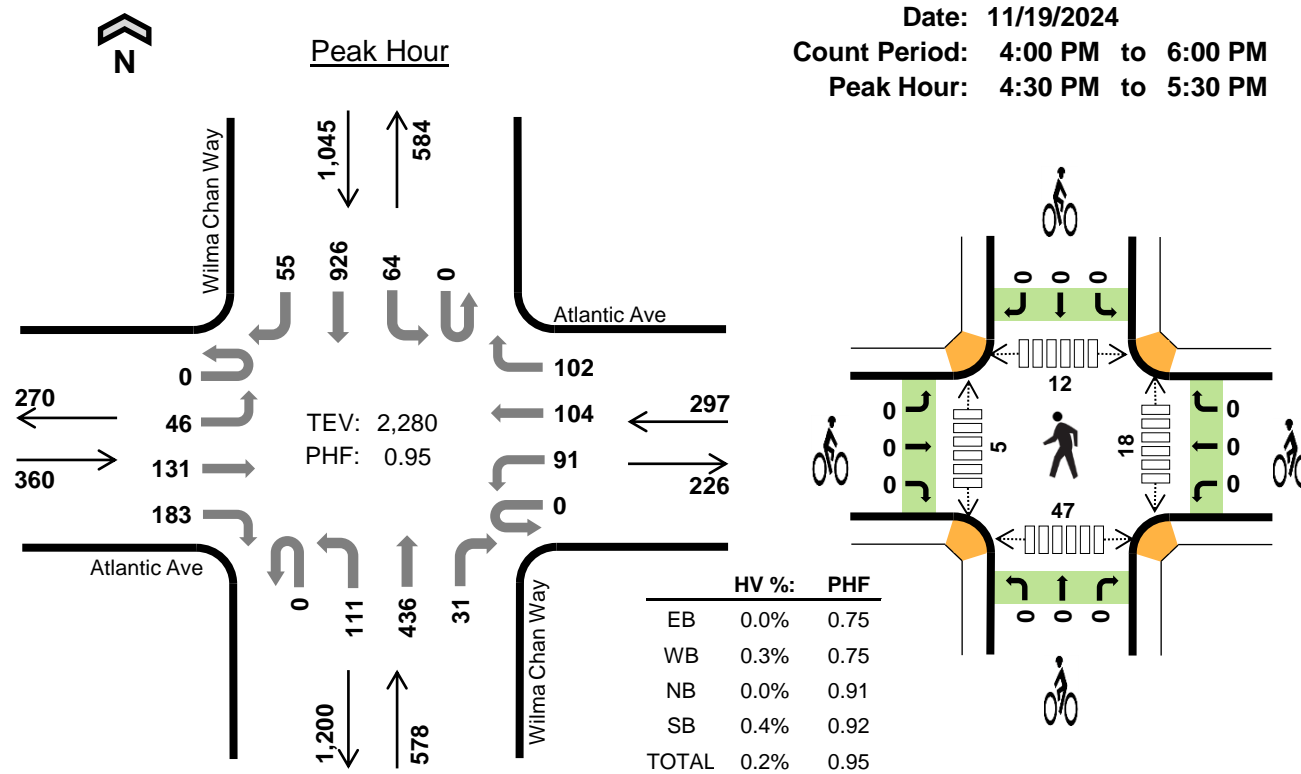 N
Peak Hour
Date: 11/19/2024
Count Period: 4:00 PM to 6:00 PM
Peak Hour: 4:30 PM to 5:30 PM
Wilma Chan Way
1,045
584
55
926
64
0
Atlantic Ave
0
46
131
183
270
360
TEV: 2,280
PHF: 0.95
102
104
91
0
297
226
Atlantic Ave
0
111
436
31
1,200
578
Wilma Chan Way
HV %: PHF
EB 0.0% 0.75
WB 0.3% 0.75
NB 0.0% 0.91
SB 0.4% 0.92
TOTAL 0.2% 0.95
0 0 0
12
0
0
0
5
18
0
0
0
47
0 0 0